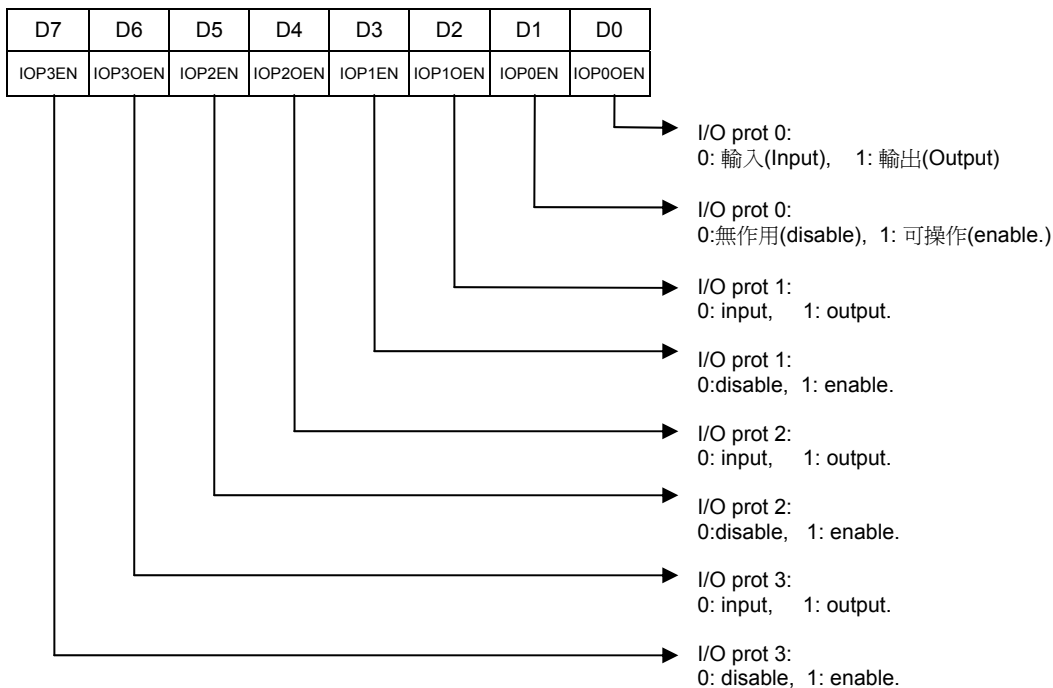 D7 D6 D5 D4 D3 D2 D1 D0
IOP3EN IOP3OEN IOP2EN IOP2OEN IOP1EN IOP1OEN IOP0EN IOP0OEN
I/O prot 0:
0: 輸入(Input), 1: 輸出(Output)
I/O prot 0:
0:無作用(disable), 1: 可操作(enable.)
I/O prot 1:
0: input, 1: output.
I/O prot 1:
0:disable, 1: enable.
I/O prot 2:
0: input, 1: output.
I/O prot 2:
0:disable, 1: enable.
I/O prot 3:
0: input, 1: output.
I/O prot 3:
0: disable, 1: enable.